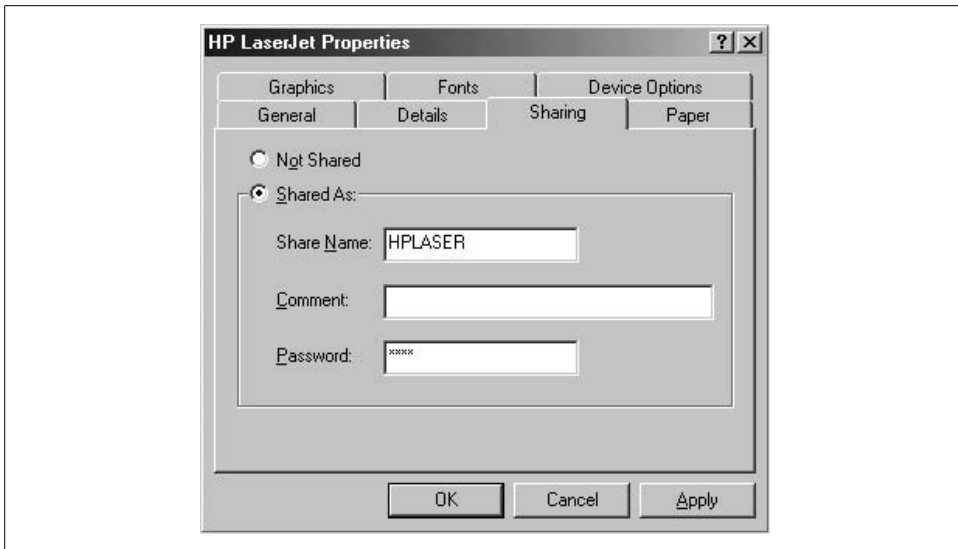 HP LaserJet Properties
? X
Graphics Fonts Device Options
General Details Sharing Paper
Not Shared
Shared As:
Share Name: HPLASER
Comment:
Password: ****
OK Cancel Apply